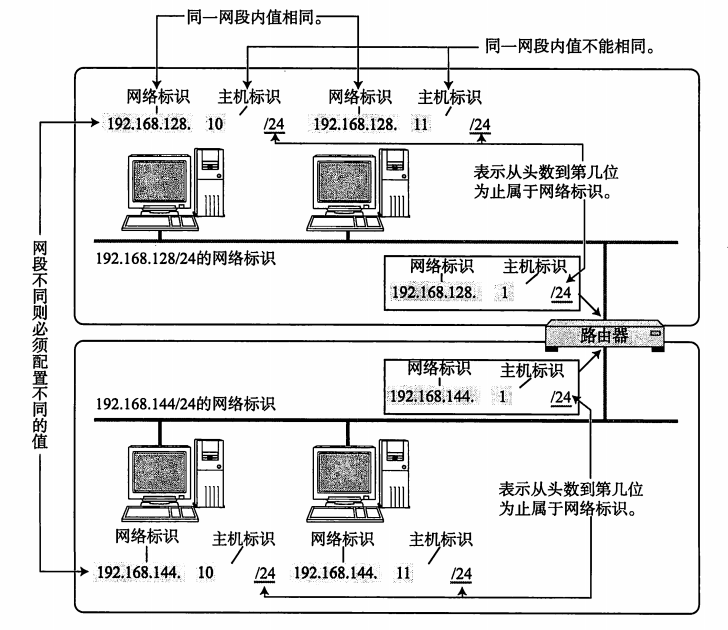 同一网段内值相同。
同一网段内值不能相同。
网络标识 主机标识 网络标识 主机标识
192.168.128. 10 /24 192.168.128. 11 /24
表示从头数到第几位
为止属于网络标识。
192.168.128/24的网络标识
网络标识 主机标识
192.168.128. 1 /24
路由器
网段不同则必须配置不同的值
网络标识 主机标识
192.168.144. 1 /24
192.168.144/24的网络标识
表示从头数到第几位
为止属于网络标识。
网络标识 主机标识 网络标识 主机标识
192.168.144. 10 /24 192.168.144. 11 /24